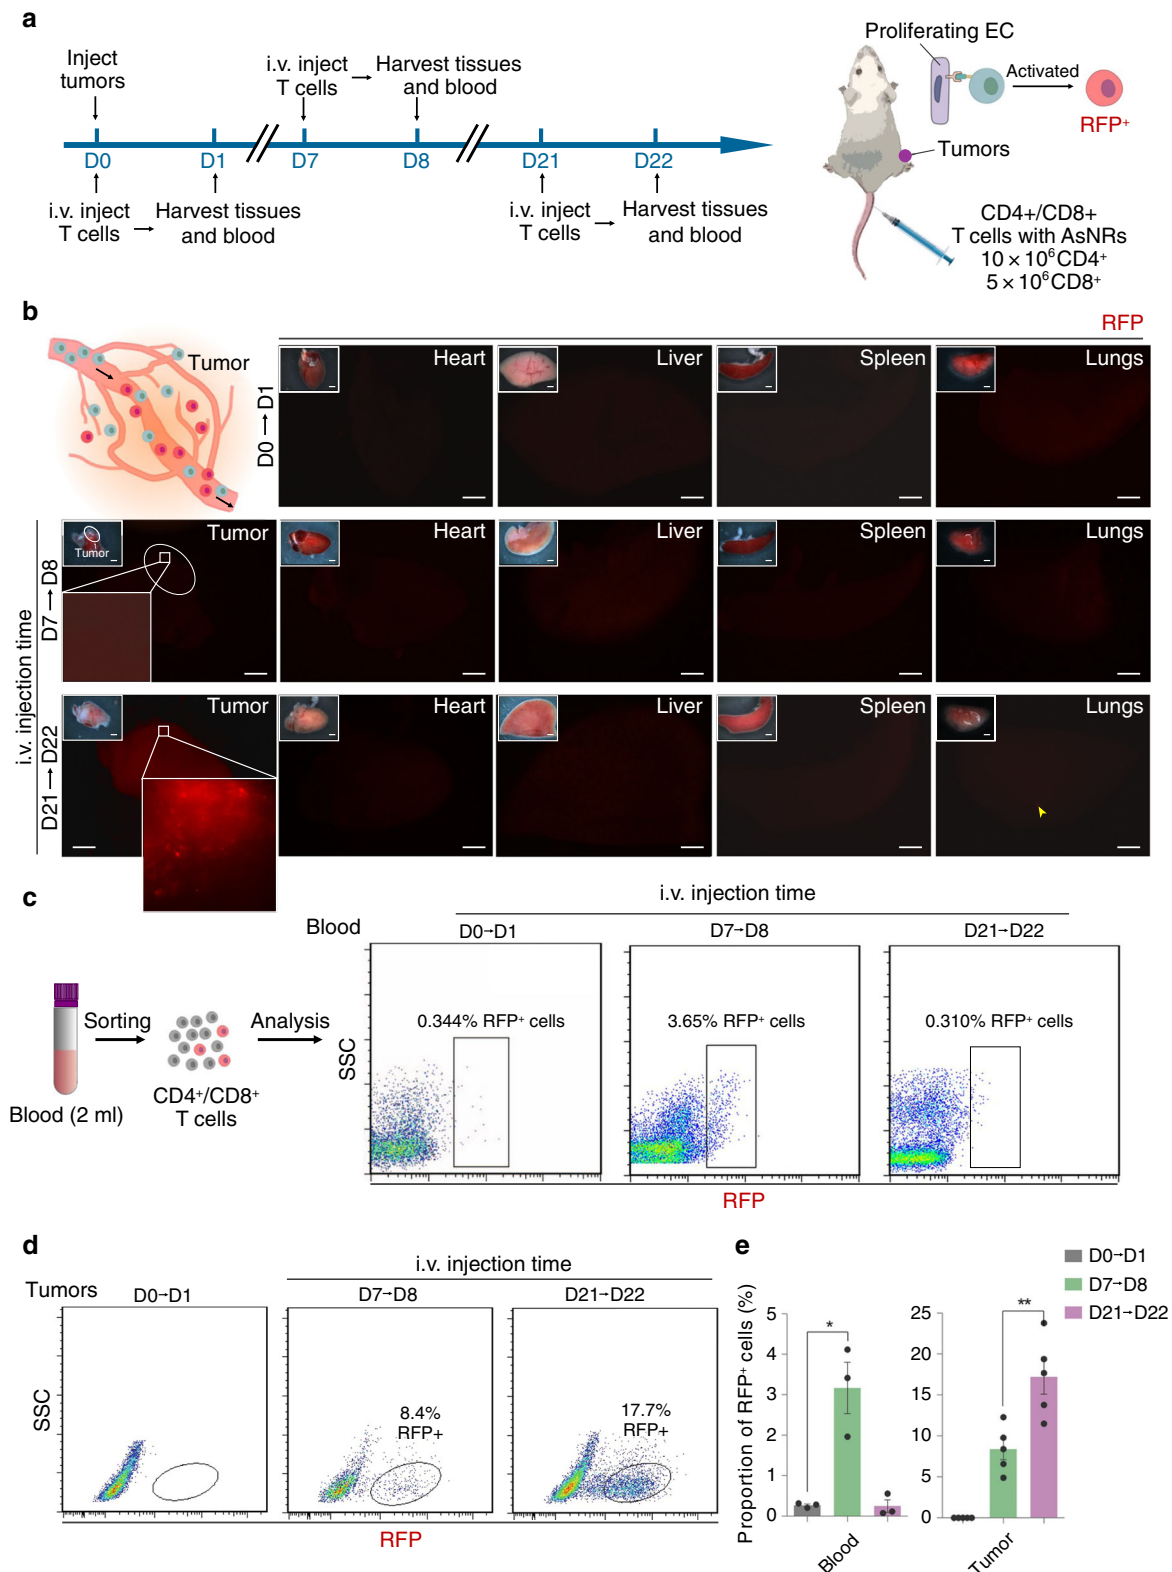 a
Inject
tumors
i.v. inject
T cells
Harvest tissues
and blood
D0
D1
D7
D8
D21
D22
i.v. inject
T cells
Harvest tissues
and blood
i.v. inject
T cells
Harvest tissues
and blood
Proliferating EC
Activated
RFP⁺
Tumors
CD4+/CD8+
T cells with AsNRs
10 × 10⁶CD4⁺
5 × 10⁶CD8⁺
b
RFP
Tumor
D0→D1
Heart
Liver
Spleen
Lungs
i.v. injection time
D7→D8
Tumor
Tumor
Heart
Liver
Spleen
Lungs
D21→D22
Tumor
Heart
Liver
Spleen
Lungs
c
i.v. injection time
Blood
D0→D1
D7→D8
D21→D22
Sorting
Analysis
Blood (2 ml)
CD4⁺/CD8⁺
T cells
SSC
0.344% RFP⁺ cells
3.65% RFP⁺ cells
0.310% RFP⁺ cells
RFP
d
i.v. injection time
Tumors
D0→D1
D7→D8
D21→D22
SSC
8.4%
RFP+
17.7%
RFP+
RFP
e
D0→D1
D7→D8
D21→D22
Proportion of RFP⁺ cells (%)
5
4
3
2
1
0
*
Blood
25
20
15
10
5
0
**
Tumor